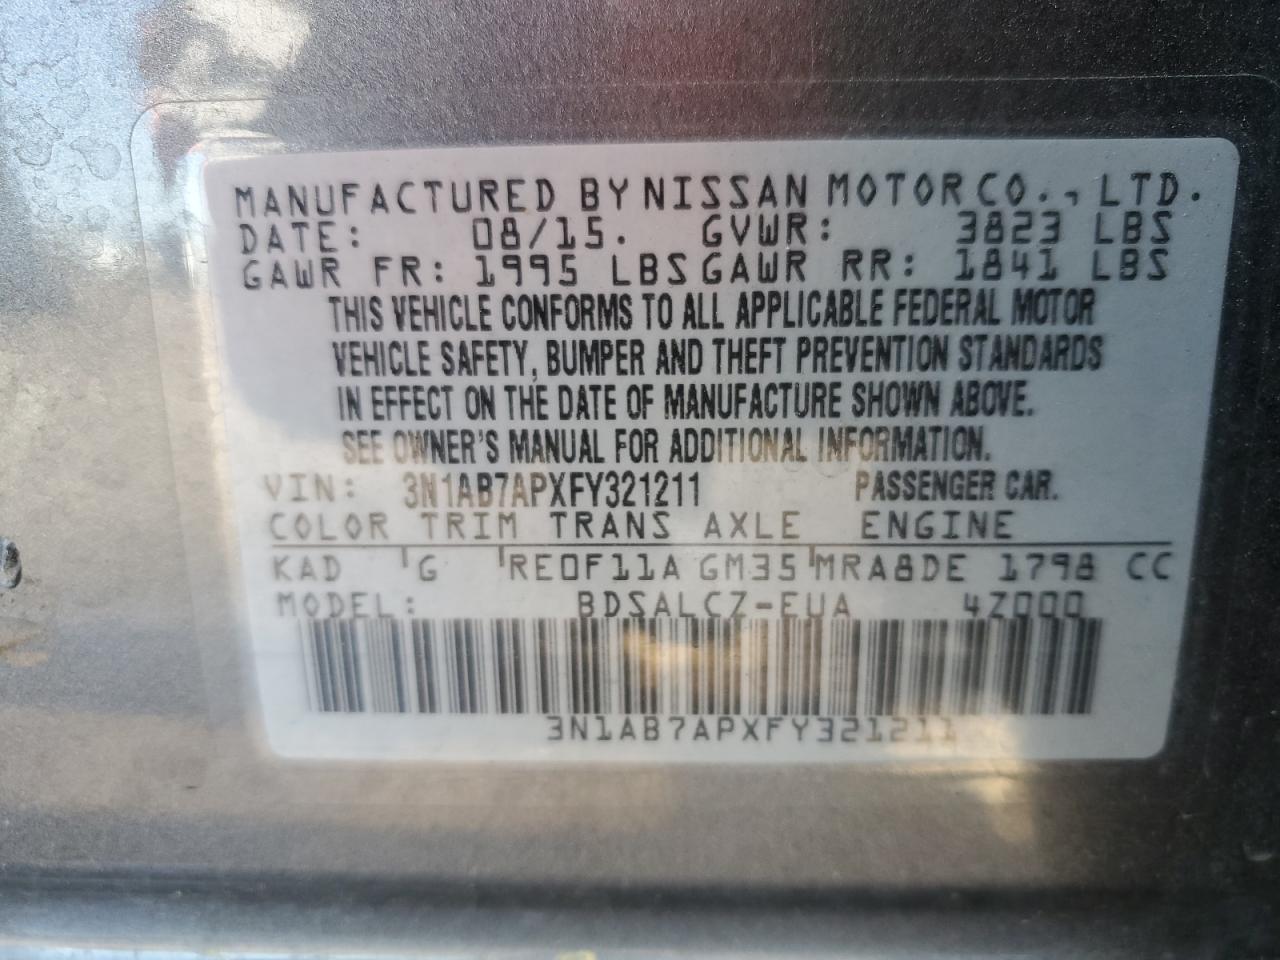 MANUFACTURED BY NISSAN MOTOR CO., LTD.
DATE: 08/15. GVWR: 3823 LBS
GAWR FR: 1995 LBS GAWR RR: 1841 LBS
THIS VEHICLE CONFORMS TO ALL APPLICABLE FEDERAL MOTOR
VEHICLE SAFETY, BUMPER AND THEFT PREVENTION STANDARDS
IN EFFECT ON THE DATE OF MANUFACTURE SHOWN ABOVE.
SEE OWNER'S MANUAL FOR ADDITIONAL INFORMATION.
VIN: 3N1AB7APXFY321211 PASSENGER CAR.
COLOR TRIM TRANS AXLE ENGINE
KAD G RE0F11A GM35 MRA8DE 1798 CC
MODEL: BDSALCZ-EUA 4Z000
3N1AB7APXFY321211